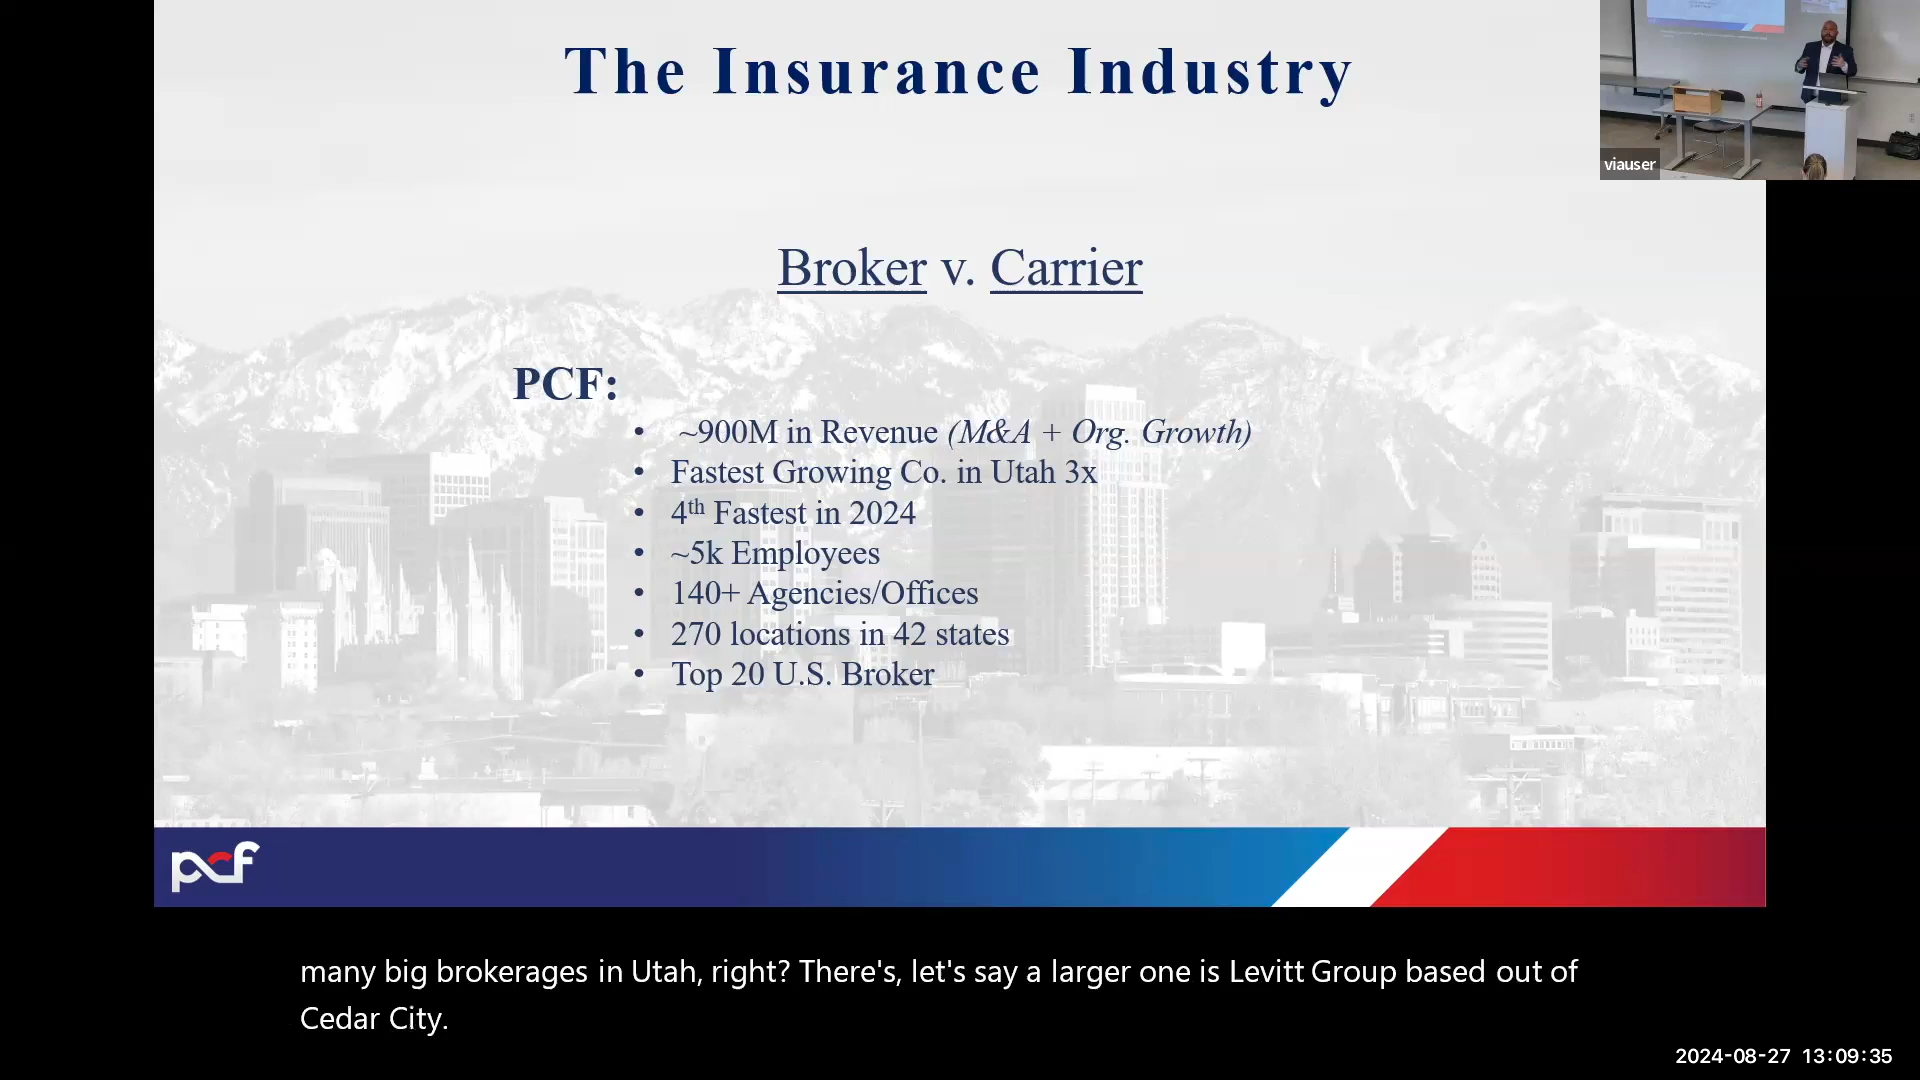 The Insurance Industry
viauser
Broker v. Carrier
PCF:
• ~900M in Revenue (M&A + Org. Growth)
• Fastest Growing Co. in Utah 3x
• 4th Fastest in 2024
• ~5k Employees
• 140+ Agencies/Offices
• 270 locations in 42 states
• Top 20 U.S. Broker
pcf
many big brokerages in Utah, right? There's, let's say a larger one is Levitt Group based out of
Cedar City.
2024-08-27 13:09:35